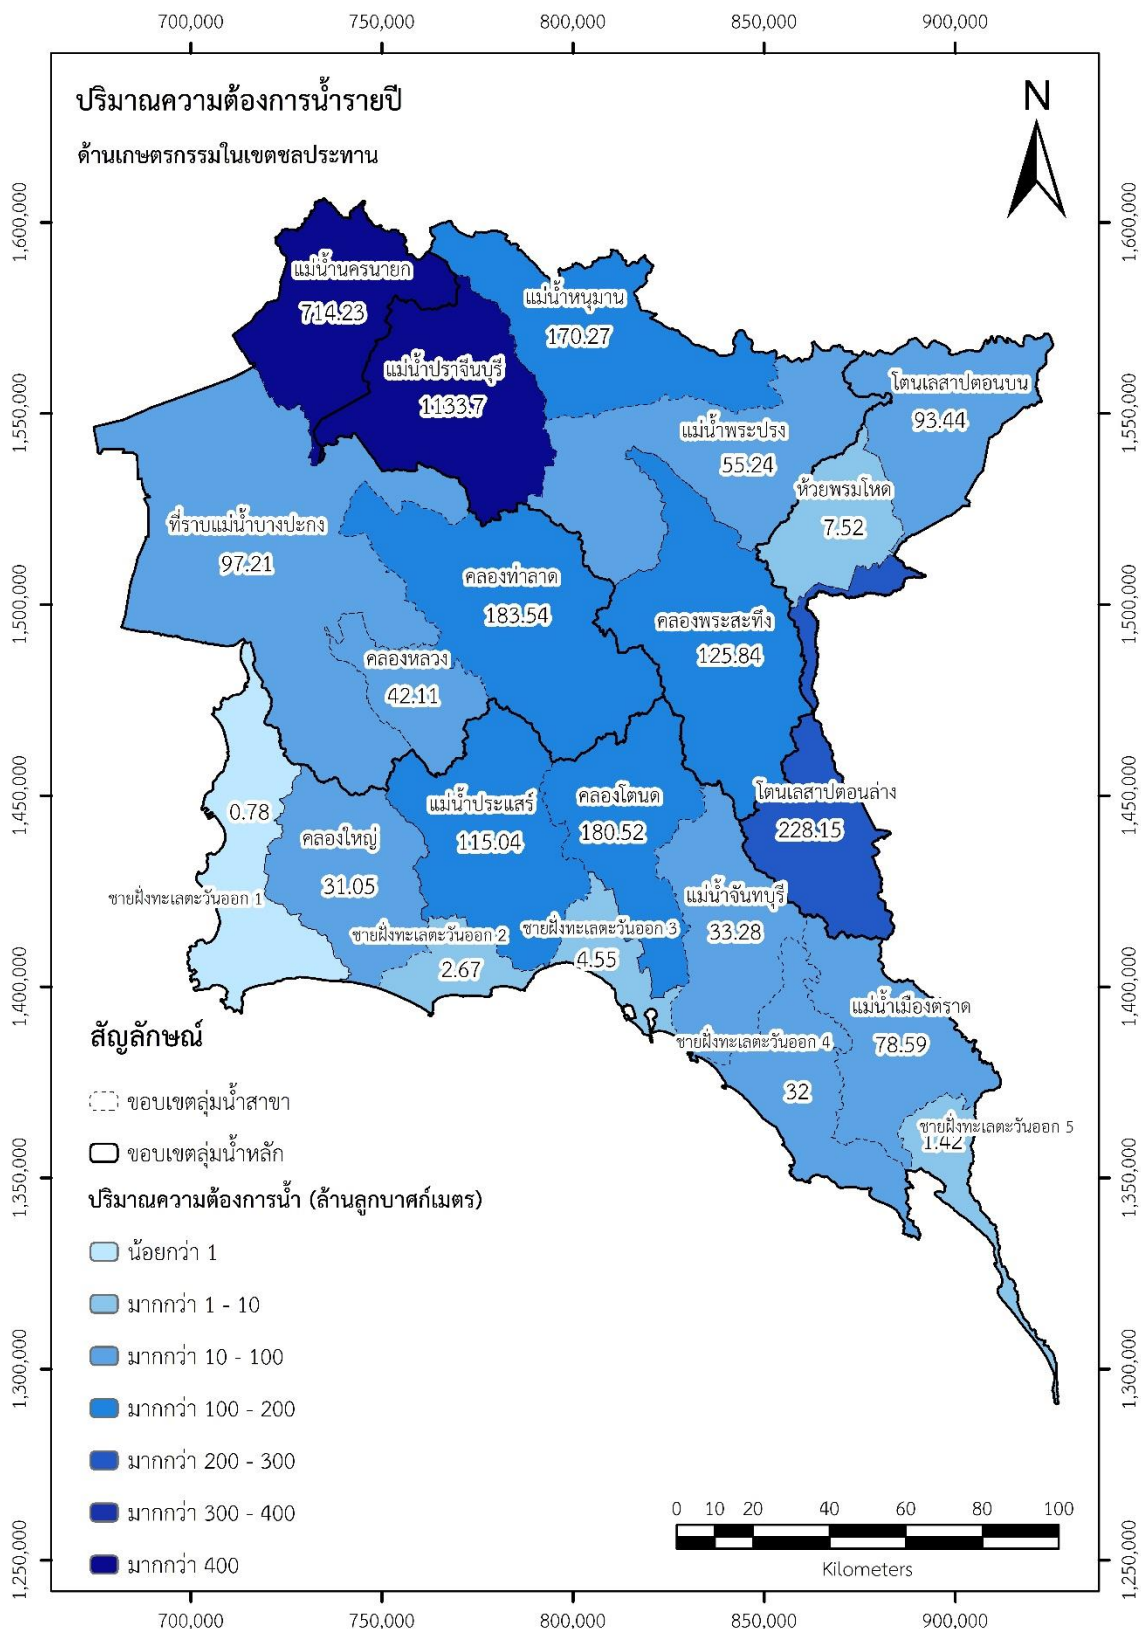 700,000 750,000 800,000 850,000 900,000
ปริมาณความต้องการน้ำรายปี
ด้านเกษตรกรรมในเขตชลประทาน
N
1,600,000 1,600,000
แม่น้ำนครนายก
714.23
แม่น้ำหนุมาน
170.27
แม่น้ำปราจีนบุรี
1133.7
โตนเลสาปตอนบน
93.44
1,550,000 1,550,000
แม่น้ำพระปรง
55.24
ห้วยพรมโหด
7.52
ที่ราบแม่น้ำบางปะกง
97.21
คลองท่าลาด
183.54
1,500,000 1,500,000
คลองพระสะทึง
125.84
คลองหลวง
42.11
1,450,000 1,450,000
โตนเลสาปตอนล่าง
228.15
แม่น้ำประแสร์
115.04
คลองโตนด
180.52
0.78
ชายฝั่งทะเลตะวันออก 1
คลองใหญ่
31.05
แม่น้ำจันทบุรี
33.28
ชายฝั่งทะเลตะวันออก 2
2.67
ชายฝั่งทะเลตะวันออก 3
4.55
1,400,000 1,400,000
แม่น้ำเมืองตราด
78.59
ชายฝั่งทะเลตะวันออก 4
32
ชายฝั่งทะเลตะวันออก 5
1.42
สัญลักษณ์
ขอบเขตลุ่มน้ำสาขา
ขอบเขตลุ่มน้ำหลัก
1,350,000 1,350,000
ปริมาณความต้องการน้ำ (ล้านลูกบาศก์เมตร)
น้อยกว่า 1
มากกว่า 1 - 10
มากกว่า 10 - 100
1,300,000 1,300,000
มากกว่า 100 - 200
มากกว่า 200 - 300
มากกว่า 300 - 400
มากกว่า 400
0 10 20 40 60 80 100
Kilometers
1,250,000 1,250,000
700,000 750,000 800,000 850,000 900,000